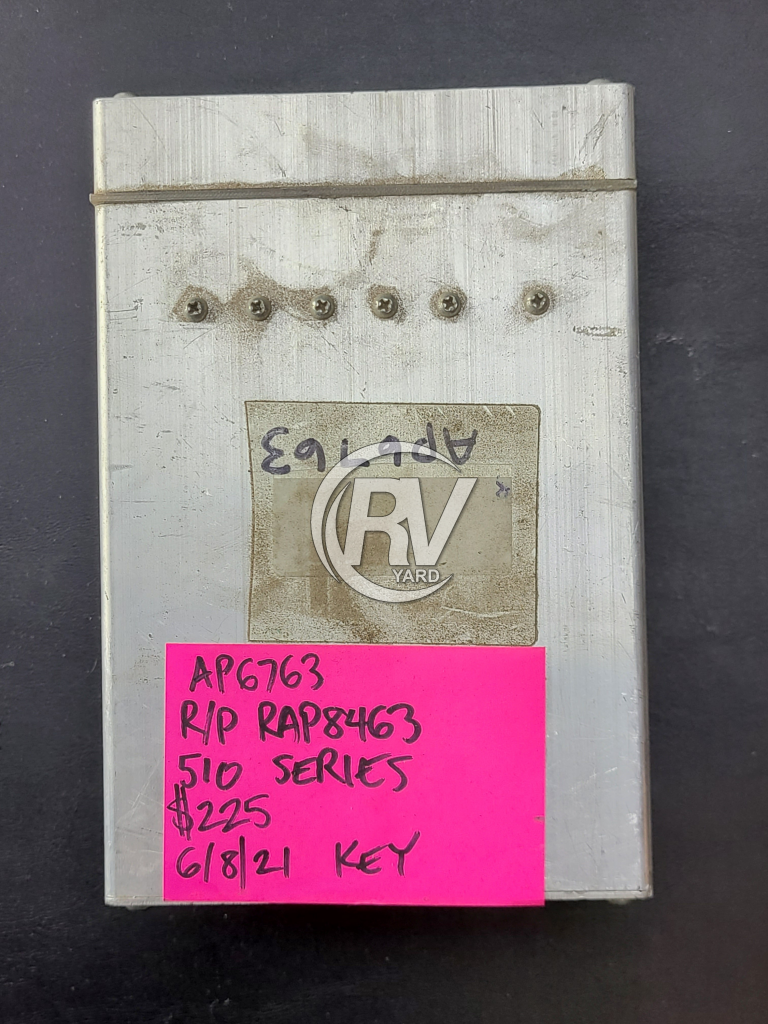 AP6763
RV
YARD
AP6763
R/P RAP8463
510 SERIES
$225
6/8/21 KEY